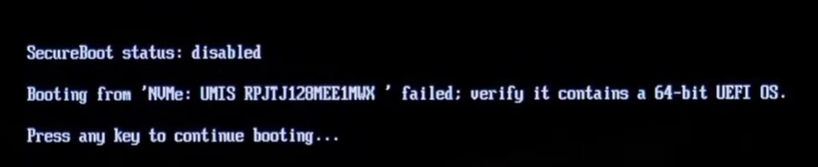 SecureBoot status: disabled
Booting from 'NVMe: UMIS RPJTJ128MEE1MWX ' failed; verify it contains a 64-bit UEFI OS.
Press any key to continue booting...